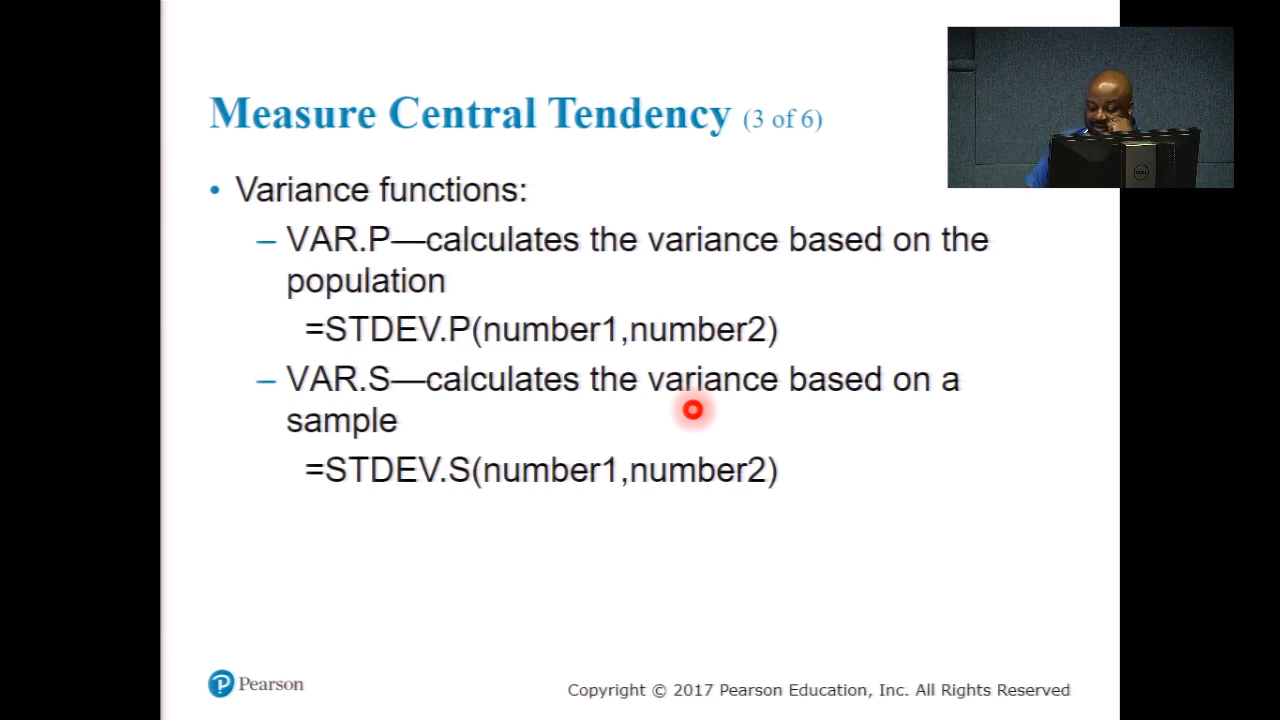 Measure Central Tendency (3 of 6)
• Variance functions:
– VAR.P—calculates the variance based on the
population
=STDEV.P(number1,number2)
– VAR.S—calculates the variance based on a
sample
=STDEV.S(number1,number2)
Pearson
Copyright © 2017 Pearson Education, Inc. All Rights Reserved